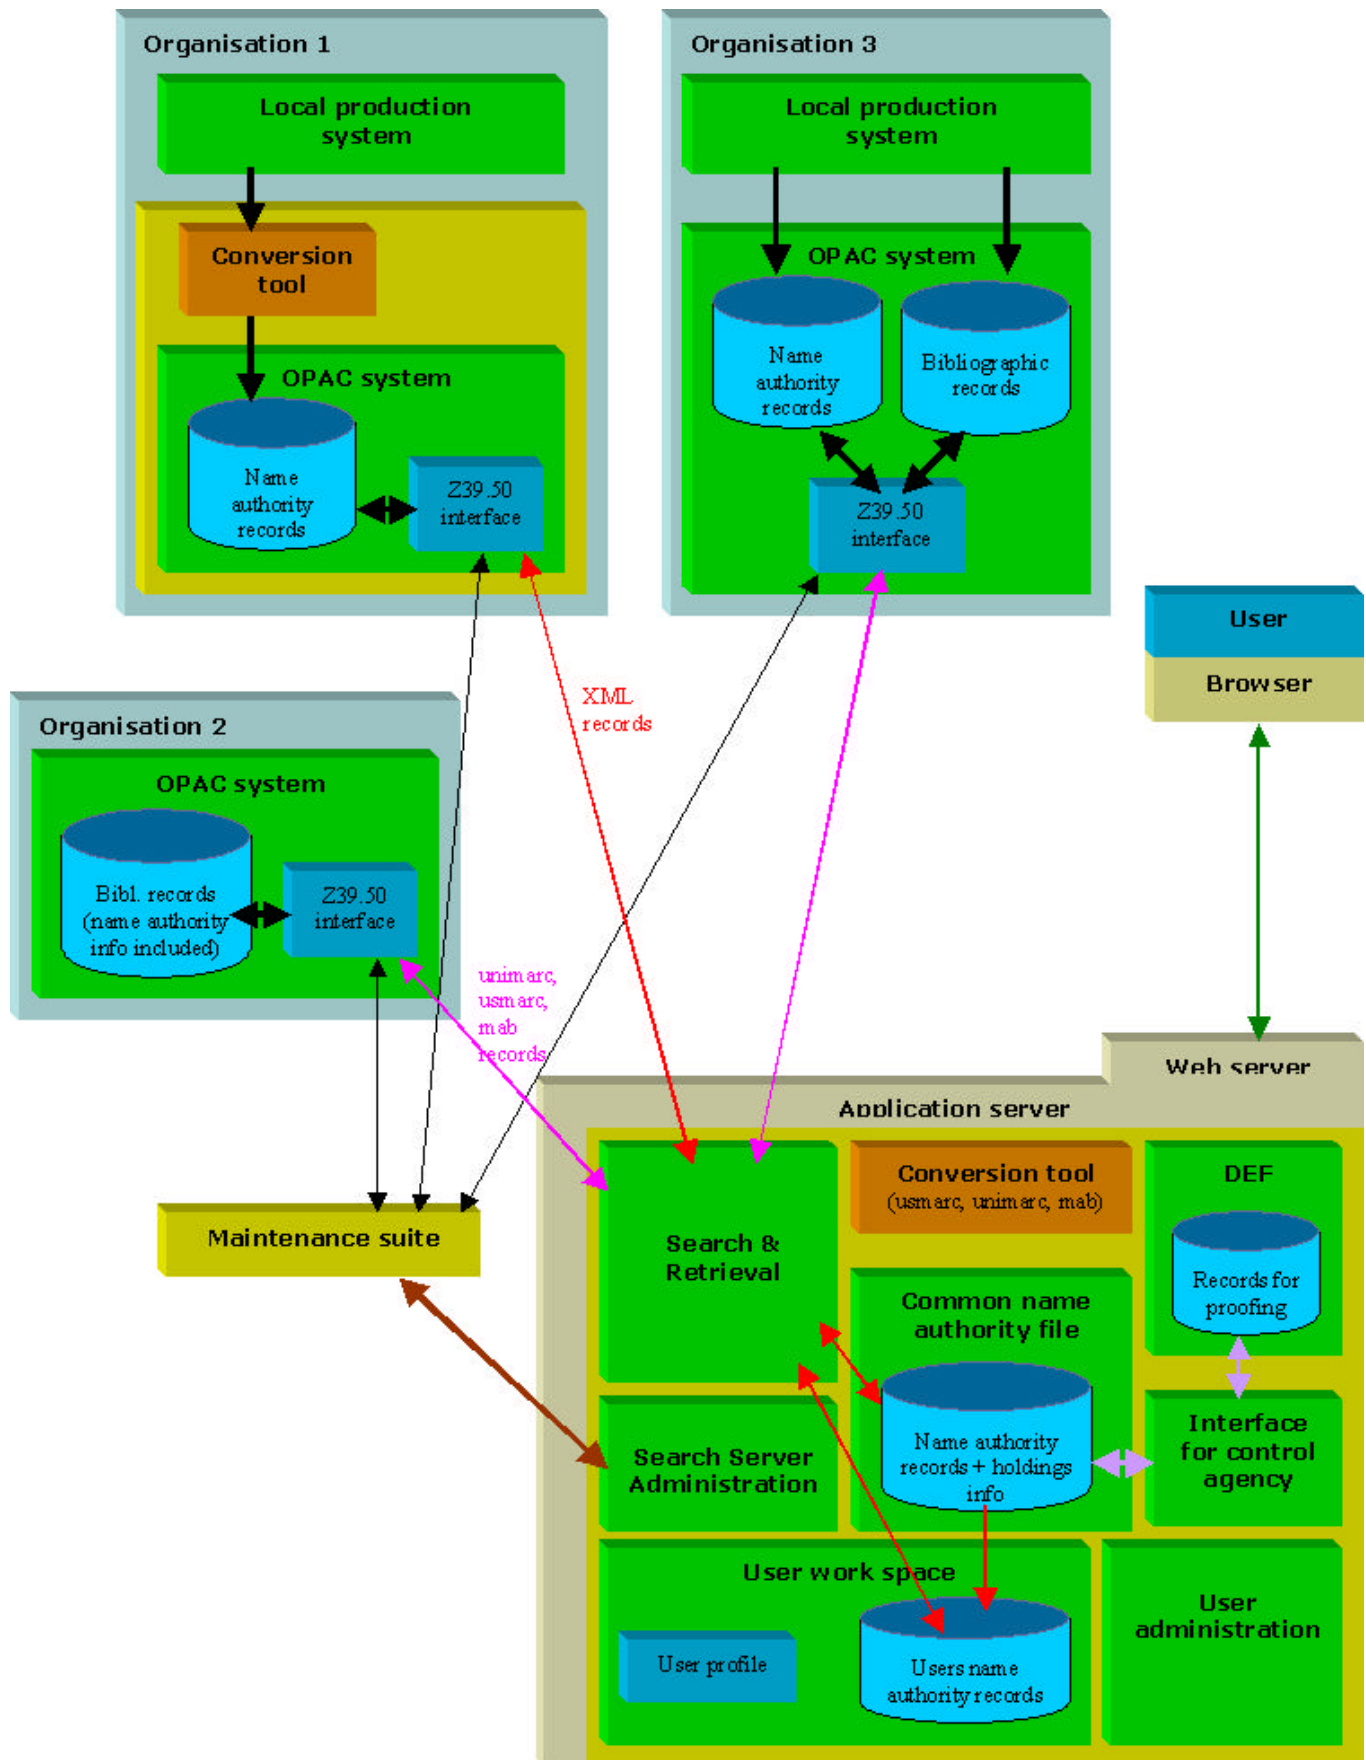 Organisation 1
Local production
system
Conversion
tool
OPAC system
Name
authority
records
Z39.50
interface
Organisation 3
Local production
system
OPAC system
Name
authority
records
Bibliographic
records
Z39.50
interface
User
Browser
XML
records
Organisation 2
OPAC system
Bibl. records
(name authority
info included)
Z39.50
interface
unimarc,
usmarc,
mab
records
Web server
Application server
Maintenance suite
Search &
Retrieval
Conversion tool
(usmarc, unimarc, mab)
DEF
Records for
proofing
Common name
authority file
Name authority
records + holdings
info
Interface
for control
agency
Search Server
Administration
User work space
User profile
Users name
authority records
User
administration